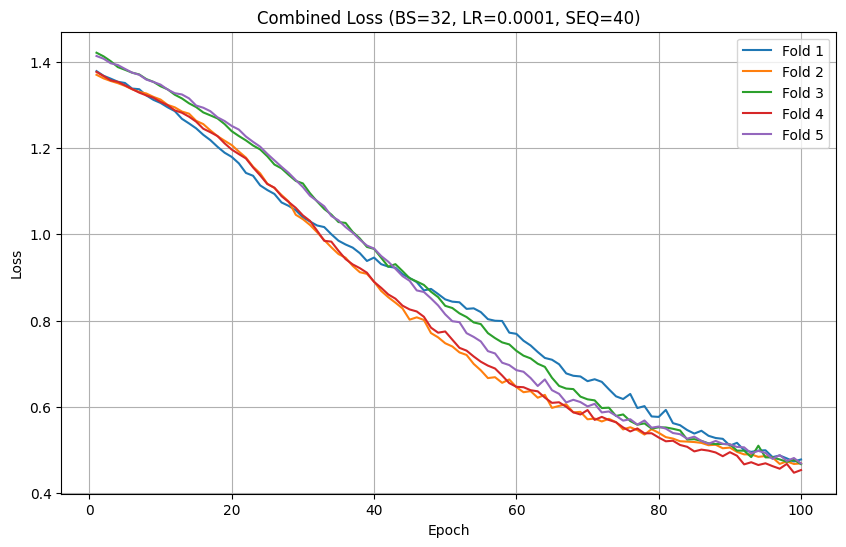 Combined Loss (BS=32, LR=0.0001, SEQ=40)
Fold 1
Fold 2
Fold 3
Fold 4
Fold 5
Loss
1.4
1.2
1.0
0.8
0.6
0.4
0 20 40 60 80 100
Epoch